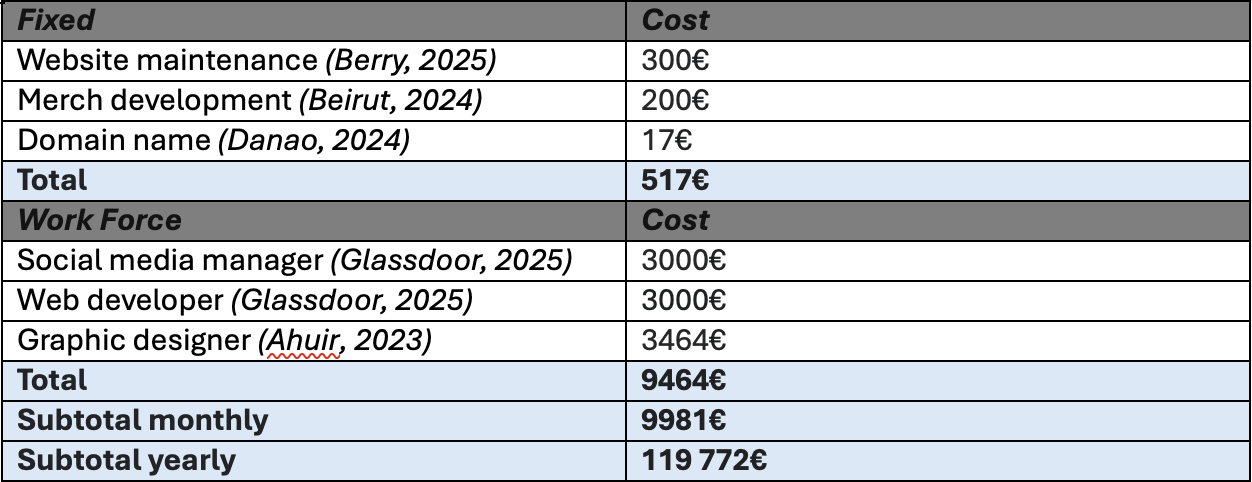 Fixed Cost
Website maintenance (Berry, 2025) 300€
Merch development (Beirut, 2024) 200€
Domain name (Danao, 2024) 17€
Total 517€
Work Force Cost
Social media manager (Glassdoor, 2025) 3000€
Web developer (Glassdoor, 2025) 3000€
Graphic designer (Ahuir, 2023) 3464€
Total 9464€
Subtotal monthly 9981€
Subtotal yearly 119 772€